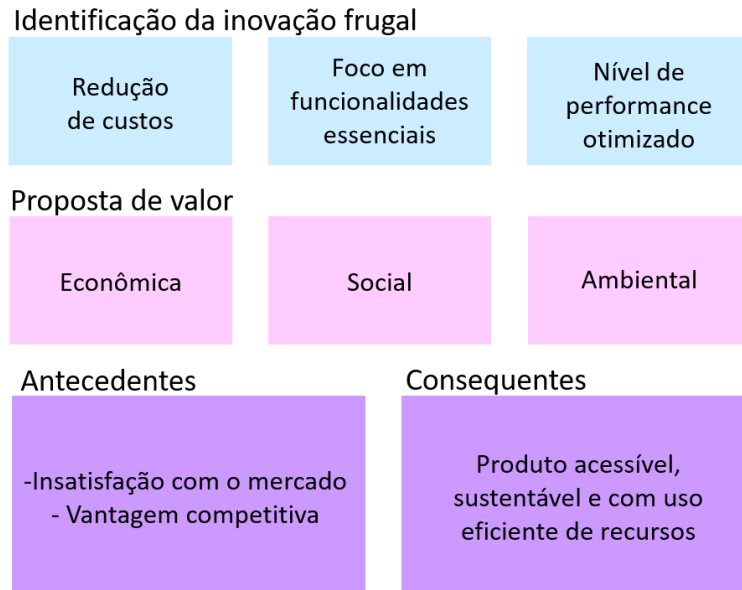 Identificação da inovação frugal
Redução
de custos
Foco em
funcionalidades
essenciais
Nível de
performance
otimizado
Proposta de valor
Econômica
Social
Ambiental
Antecedentes
-Insatisfação com o mercado
- Vantagem competitiva
Consequentes
Produto acessível,
sustentável e com uso
eficiente de recursos